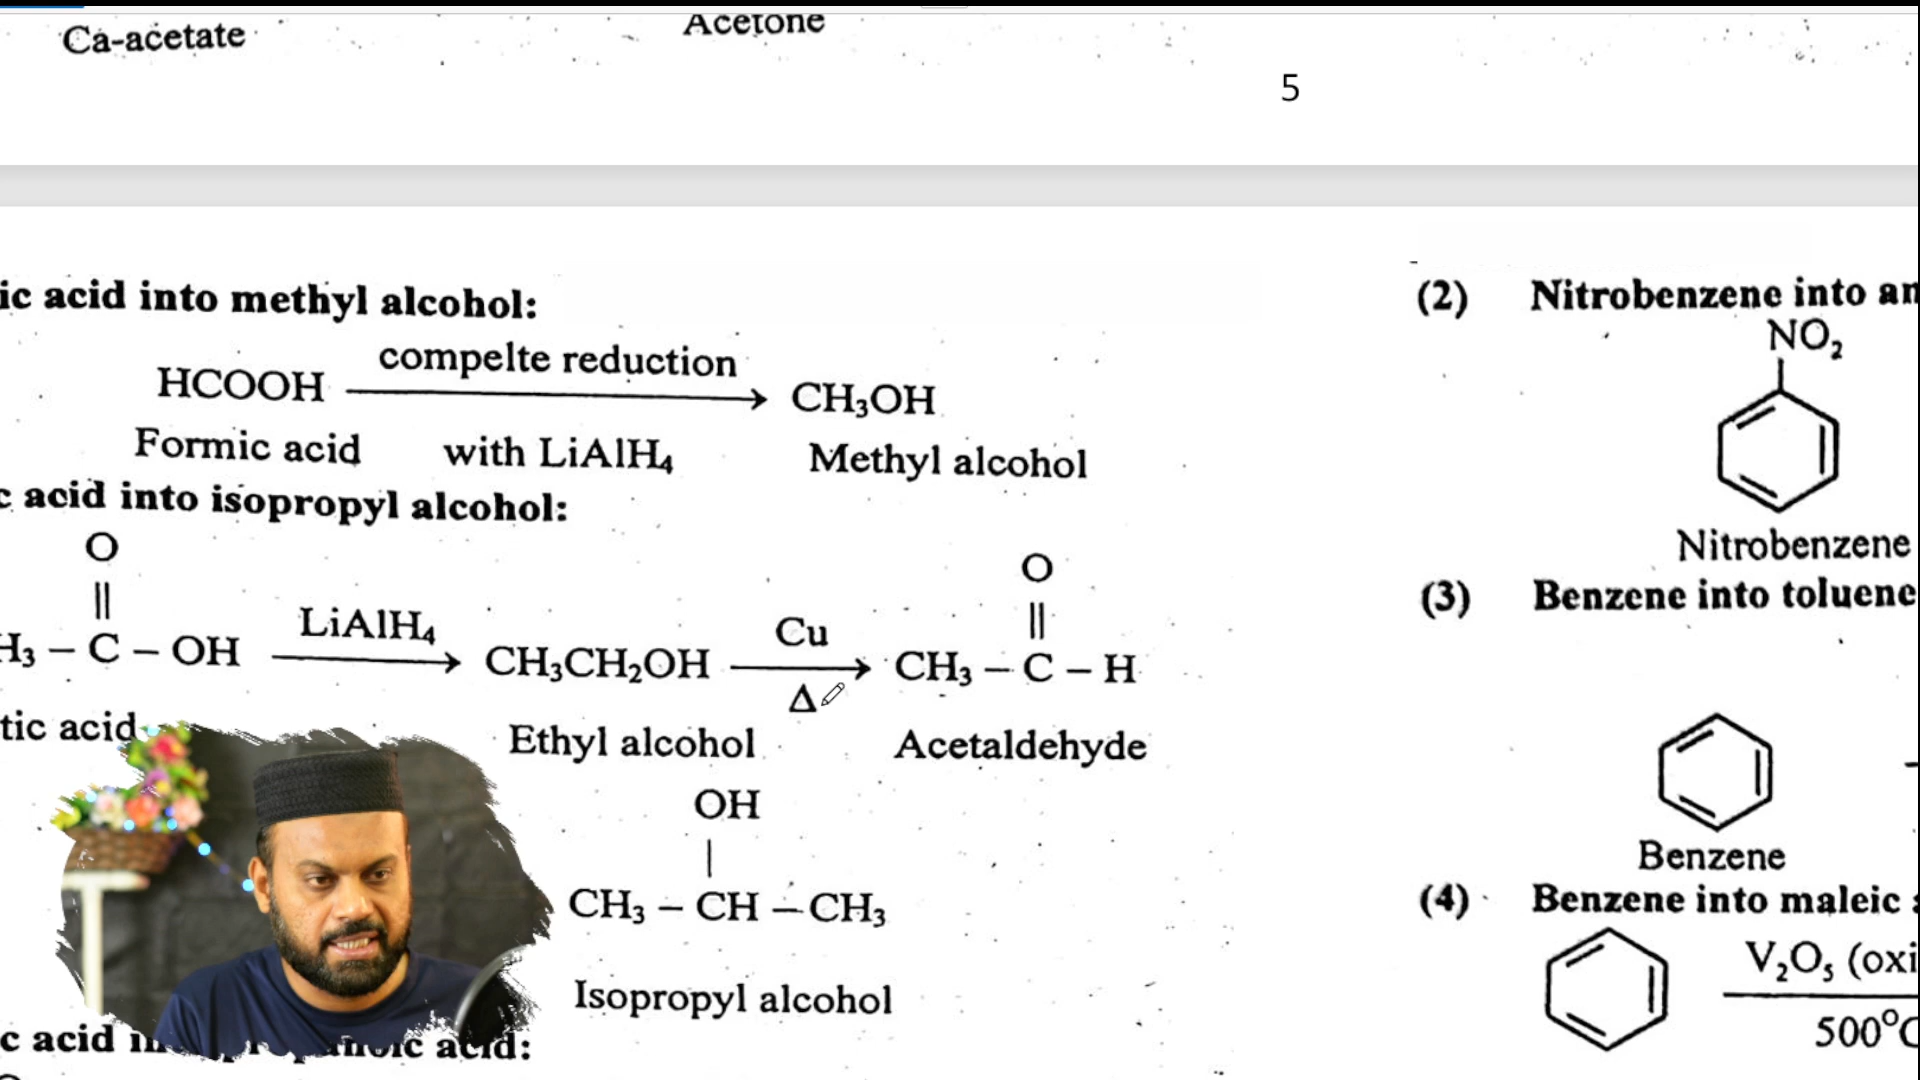 Ca-acetate
Acetone
5
ic acid into methyl alcohol:
HCOOH compelte reduction CH₃OH
Formic acid with LiAlH₄ Methyl alcohol
c acid into isopropyl alcohol:
O O
|| ||
H₃ – C – OH LiAlH₄ CH₃CH₂OH Cu Δ CH₃ – C – H
tic acid Ethyl alcohol Acetaldehyde
OH
|
CH₃ – CH – CH₃
Isopropyl alcohol
c acid acid:
(2) Nitrobenzene into an
NO₂
Nitrobenzene
(3) Benzene into toluene
Benzene
(4) Benzene into maleic
V₂O₅ (oxi
500°C